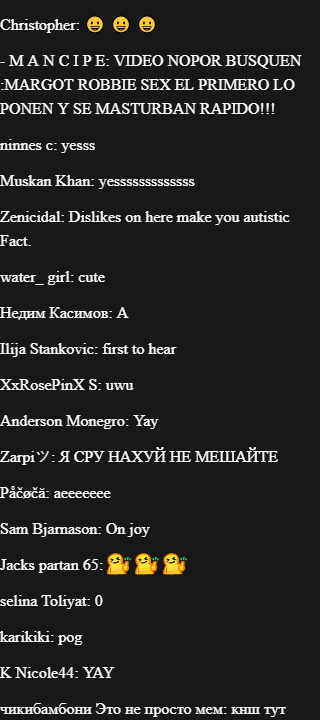 Christopher: 😀 😀 😀
- M A N C I P E: VIDEO NOPOR BUSQUEN
:MARGOT ROBBIE SEX EL PRIMERO LO
PONEN Y SE MASTURBAN RAPIDO!!!
ninnes c: yesss
Muskan Khan: yesssssssssssss
Zenicidal: Dislikes on here make you autistic
Fact.
water_ girl: cute
Недим Касимов: А
Ilija Stankovic: first to hear
XxRosePinX S: uwu
Anderson Monegro: Yay
Zarpiツ: Я СРУ НАХУЙ НЕ МЕШАЙТЕ
Påčøčă: aeeeeeee
Sam Bjarnason: On joy
Jacks partan 65:
selina Toliyat: 0
karikiki: pog
K Nicole44: YAY
чикибамбони Это не просто мем: кнш тут